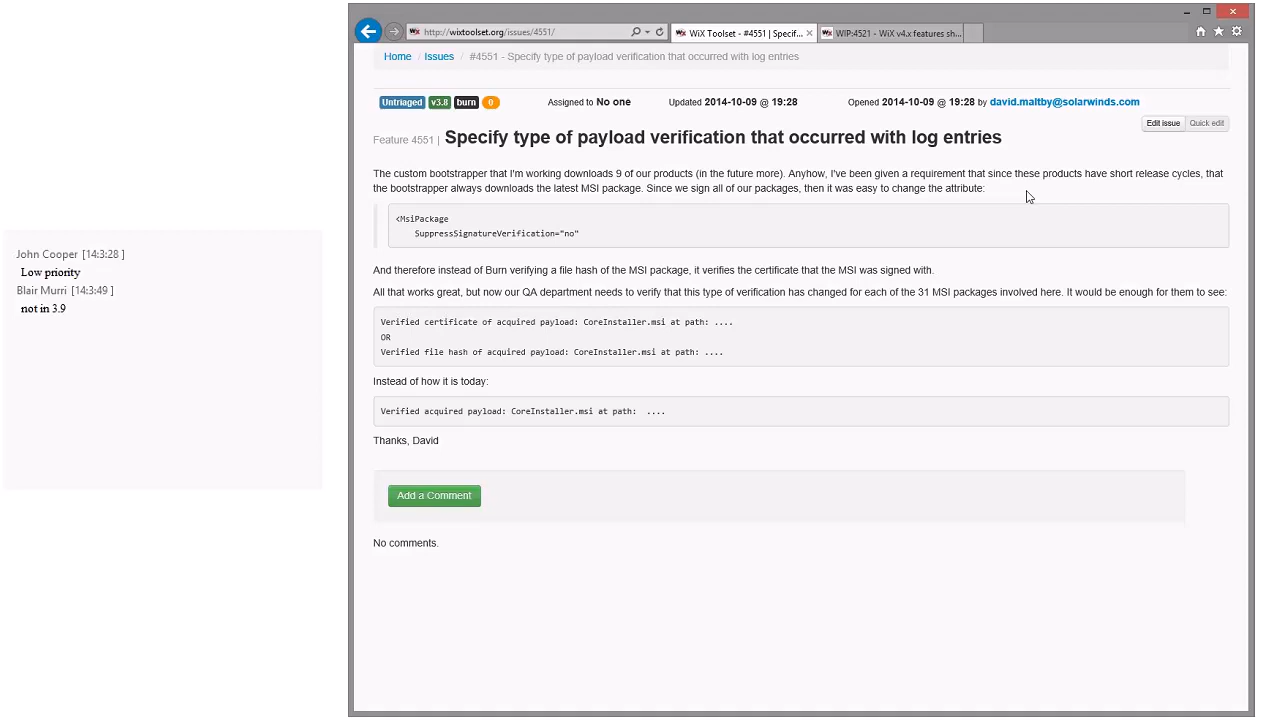 John Cooper [14:3:28 ]
Low priority
Blair Murri [14:3:49 ]
not in 3.9
http://wixtoolset.org/issues/4551/
WiX Toolset - #4551 | Specif...
WIP:4521 - WiX v4.x features sh...
Home / Issues / #4551 - Specify type of payload verification that occurred with log entries
Untriaged v3.8 burn 0 Assigned to No one Updated 2014-10-09 @ 19:28 Opened 2014-10-09 @ 19:28 by david.maltby@solarwinds.com
Edit issue Quick edit
Feature 4551 | Specify type of payload verification that occurred with log entries
The custom bootstrapper that I'm working downloads 9 of our products (in the future more). Anyhow, I've been given a requirement that since these products have short release cycles, that
the bootstrapper always downloads the latest MSI package. Since we sign all of our packages, then it was easy to change the attribute:
<MsiPackage
SuppressSignatureVerification="no"
And therefore instead of Burn verifying a file hash of the MSI package, it verifies the certificate that the MSI was signed with.
All that works great, but now our QA department needs to verify that this type of verification has changed for each of the 31 MSI packages involved here. It would be enough for them to see:
Verified certificate of acquired payload: CoreInstaller.msi at path: ....
OR
Verified file hash of acquired payload: CoreInstaller.msi at path: ....
Instead of how it is today:
Verified acquired payload: CoreInstaller.msi at path: ....
Thanks, David
Add a Comment
No comments.